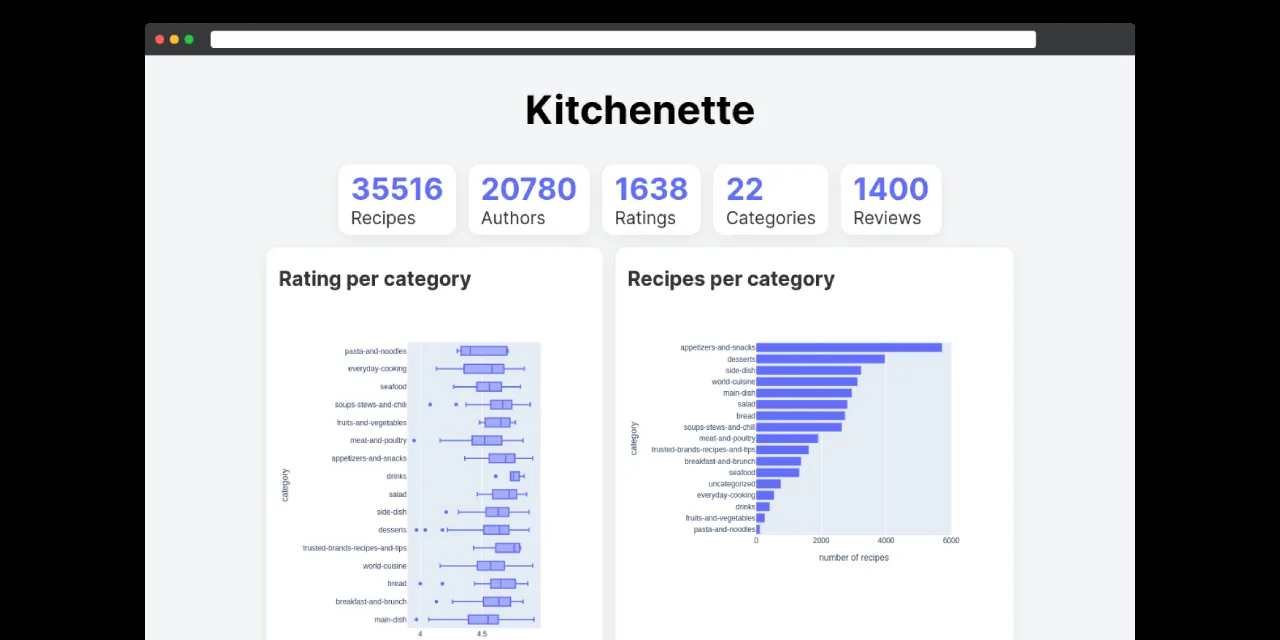 Kitchenette
35516
Recipes
20780
Authors
1638
Ratings
22
Categories
1400
Reviews
Rating per category
category
pasta-and-noodles
everyday-cooking
seafood
soups-stews-and-chili
fruits-and-vegetables
meat-and-poultry
appetizers-and-snacks
drinks
salad
side-dish
desserts
trusted-brands-recipes-and-tips
world-cuisine
bread
breakfast-and-brunch
main-dish
4 4.5
Recipes per category
category
appetizers-and-snacks
desserts
side-dish
world-cuisine
main-dish
salad
bread
soups-stews-and-chili
meat-and-poultry
trusted-brands-recipes-and-tips
breakfast-and-brunch
seafood
uncategorized
everyday-cooking
drinks
fruits-and-vegetables
pasta-and-noodles
0 2000 4000 6000
number of recipes